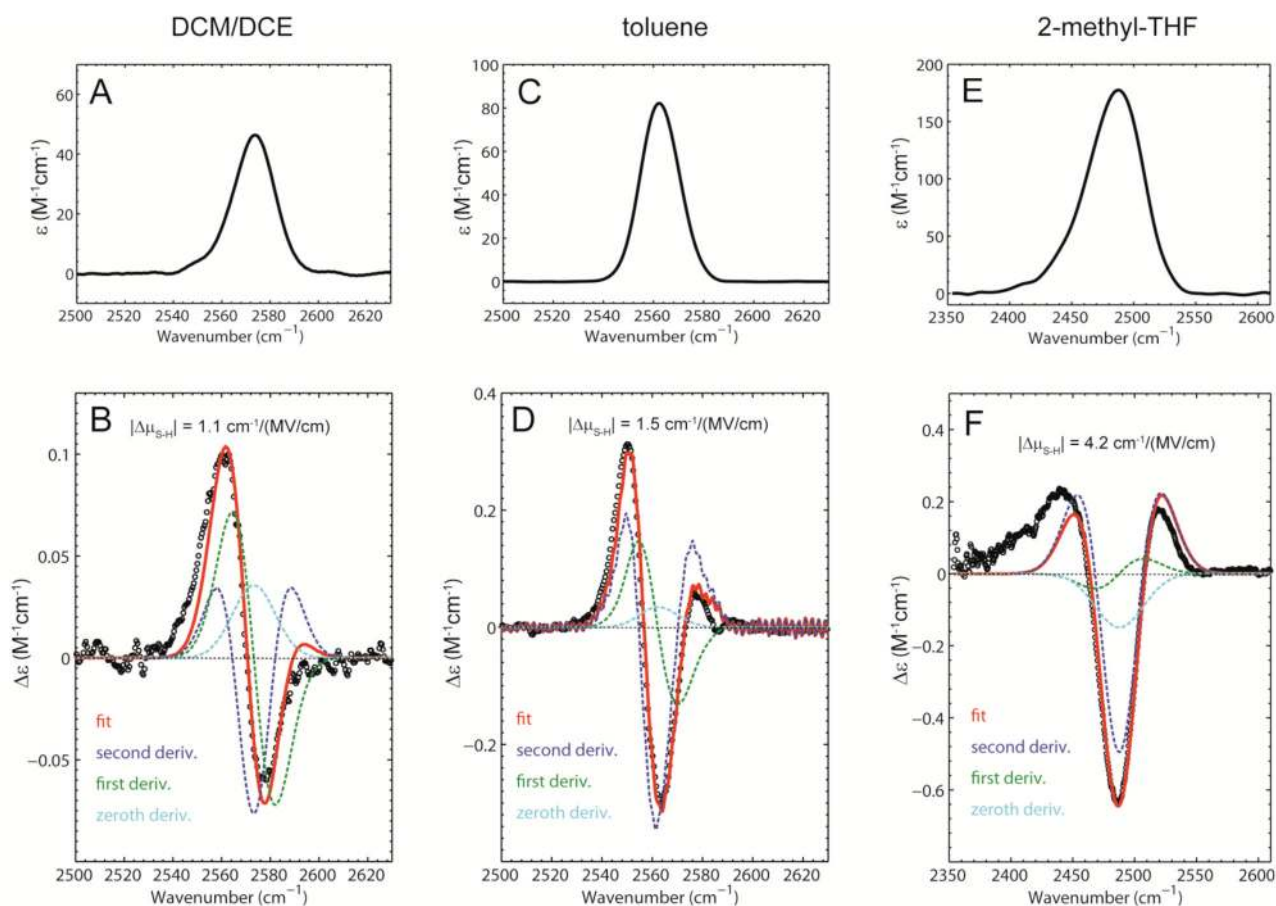 DCM/DCE
toluene
2-methyl-THF
A
60
40
20
0
ε (M⁻¹cm⁻¹)
2500 2520 2540 2560 2580 2600 2620
Wavenumber (cm⁻¹)
C
100
80
60
40
20
0
ε (M⁻¹cm⁻¹)
2500 2520 2540 2560 2580 2600 2620
Wavenumber (cm⁻¹)
E
200
150
100
50
0
ε (M⁻¹cm⁻¹)
2350 2400 2450 2500 2550 2600
Wavenumber (cm⁻¹)
B
|Δμ_S-H| = 1.1 cm⁻¹/(MV/cm)
0.1
0.05
0
−0.05
Δε (M⁻¹cm⁻¹)
fit
second deriv.
first deriv.
zeroth deriv.
2500 2520 2540 2560 2580 2600 2620
Wavenumber (cm⁻¹)
D
|Δμ_S-H| = 1.5 cm⁻¹/(MV/cm)
0.4
0.2
0
−0.2
Δε (M⁻¹cm⁻¹)
fit
second deriv.
first deriv.
zeroth deriv.
2500 2520 2540 2560 2580 2600 2620
Wavenumber (cm⁻¹)
F
|Δμ_S-H| = 4.2 cm⁻¹/(MV/cm)
0.4
0.2
0
−0.2
−0.4
−0.6
Δε (M⁻¹cm⁻¹)
fit
second deriv.
first deriv.
zeroth deriv.
2350 2400 2450 2500 2550 2600
Wavenumber (cm⁻¹)